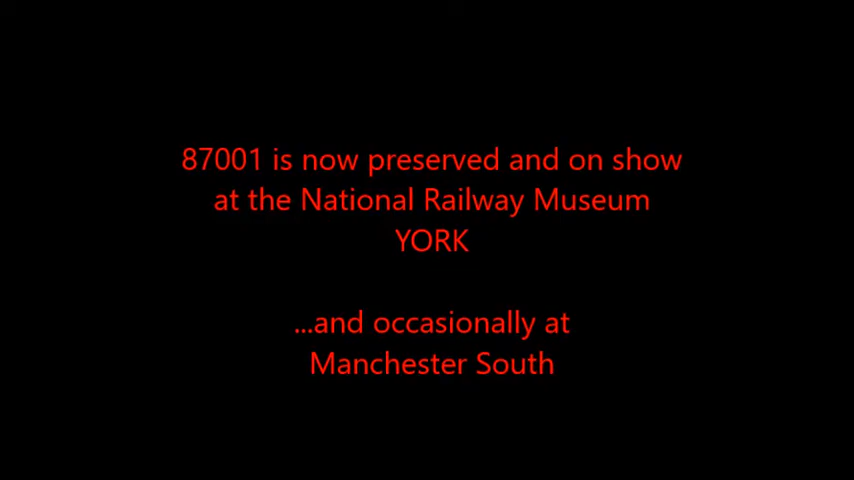 87001 is now preserved and on show
at the National Railway Museum
YORK
...and occasionally at
Manchester South